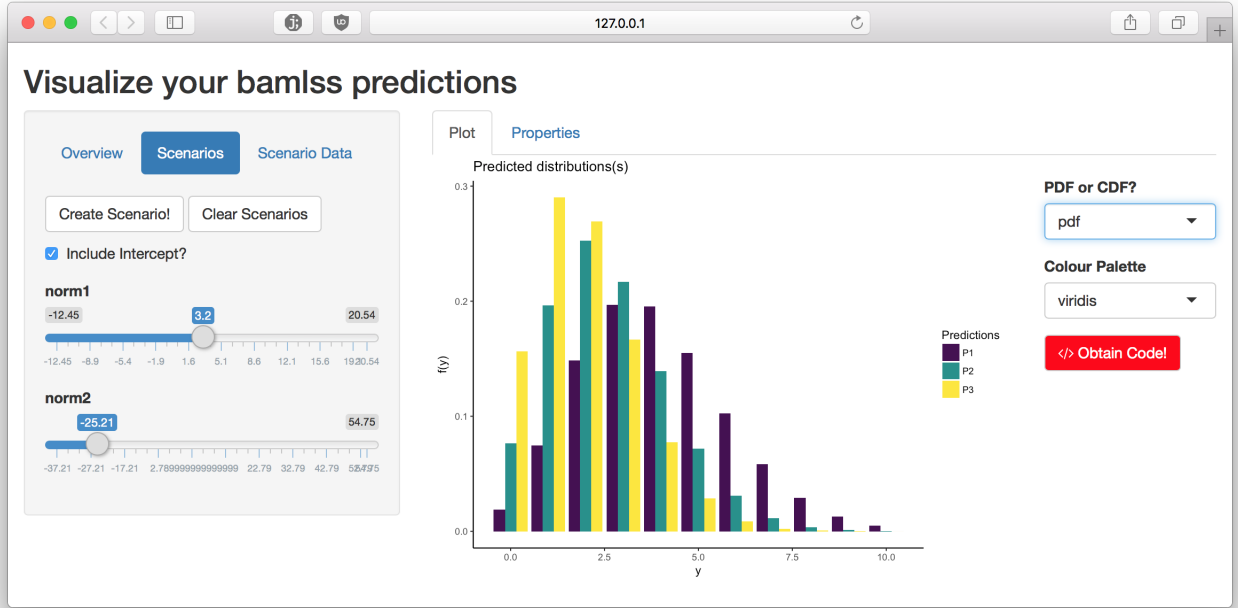 127.0.0.1
Visualize your bamlss predictions
Overview Scenarios Scenario Data
Create Scenario! Clear Scenarios
Include Intercept?
norm1
-12.45 3.2 20.54
-12.45 -8.9 -5.4 -1.9 1.6 5.1 8.6 12.1 15.6 20.54
norm2
-25.21 54.75
-37.21 -27.21 -17.21 2.789999999999999 22.79 32.79 42.79
Plot Properties
Predicted distributions(s)
0.3
0.2
0.1
0.0
f(y)
0.0 2.5 5.0 7.5 10.0
y
Predictions
P1
P2
P3
PDF or CDF?
pdf
Colour Palette
viridis
</> Obtain Code!